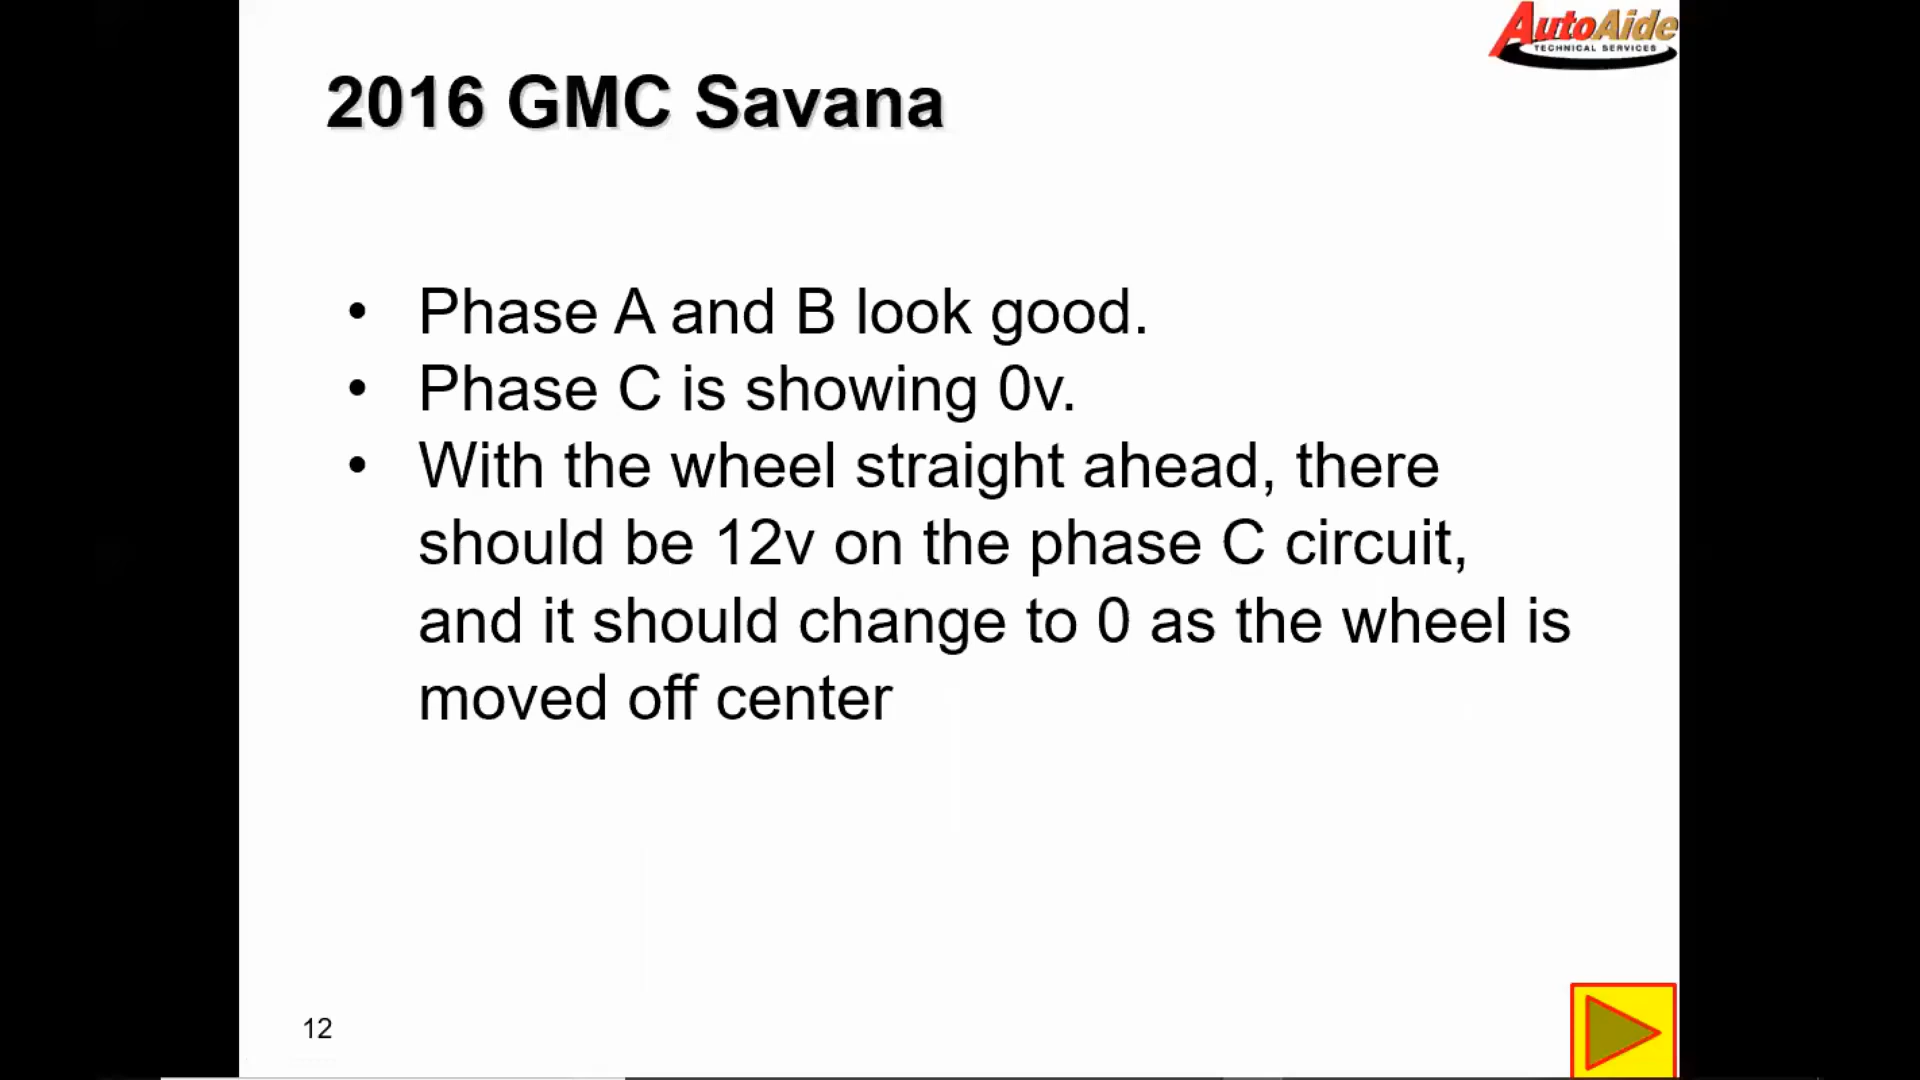 AutoAide
TECHNICAL SERVICES
2016 GMC Savana
• Phase A and B look good.
• Phase C is showing 0v.
• With the wheel straight ahead, there
should be 12v on the phase C circuit,
and it should change to 0 as the wheel is
moved off center
12